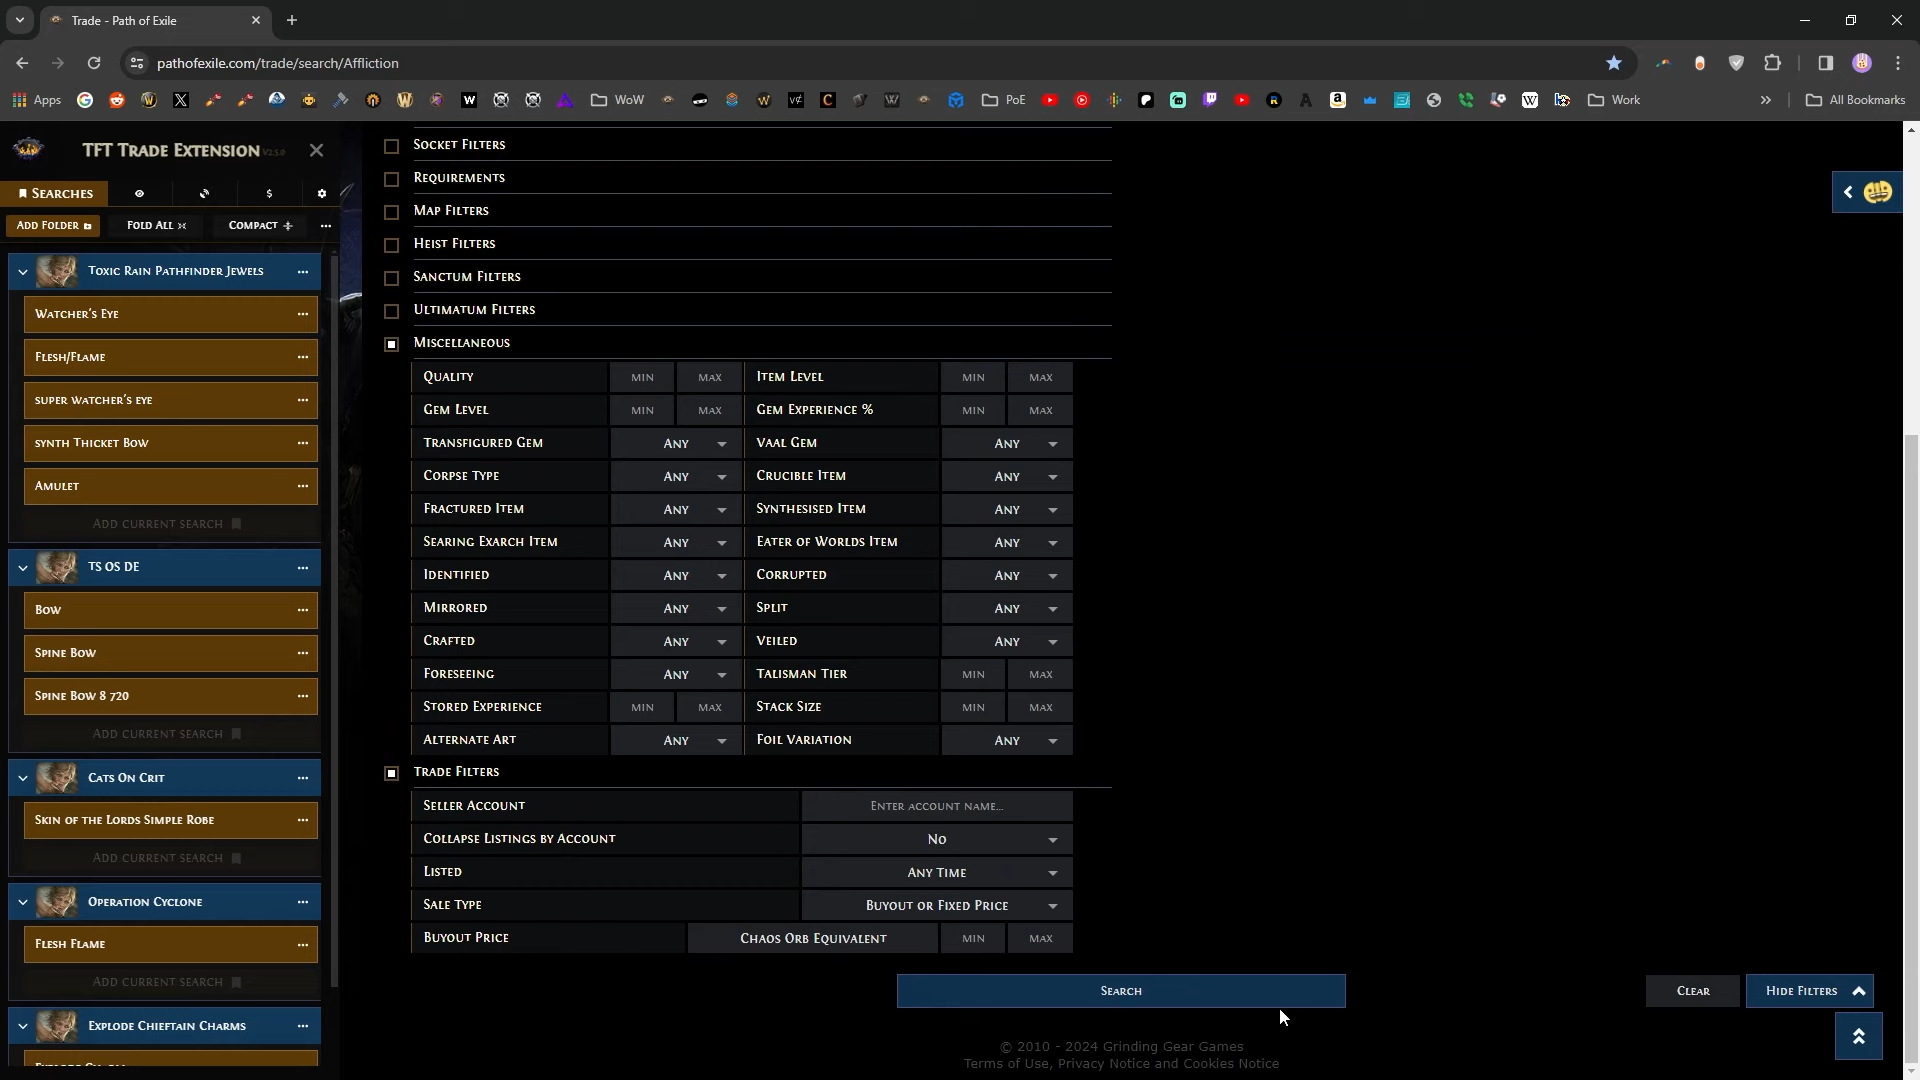 Trade - Path of Exile
pathofexile.com/trade/search/Affliction
Apps
WoW
PoE
Work
All Bookmarks
TFT Trade Extension V2.5.0
Searches
$
Add Folder
Fold All
Compact
Toxic Rain Pathfinder Jewels
Watcher's Eye
Flesh/Flame
super watcher's eye
synth Thicket Bow
Amulet
Add current search
TS OS DE
Bow
Spine Bow
Spine Bow 8 720
Add current search
Cats On Crit
Skin of the Lords Simple Robe
Add current search
Operation Cyclone
Flesh Flame
Add current search
Explode Chieftain Charms
Socket Filters
Requirements
Map Filters
Heist Filters
Sanctum Filters
Ultimatum Filters
Miscellaneous
Quality MIN MAX Item Level MIN MAX
Gem Level MIN MAX Gem Experience % MIN MAX
Transfigured Gem Any Vaal Gem Any
Corpse Type Any Crucible Item Any
Fractured Item Any Synthesised Item Any
Searing Exarch Item Any Eater of Worlds Item Any
Identified Any Corrupted Any
Mirrored Any Split Any
Crafted Any Veiled Any
Foreseeing Any Talisman Tier MIN MAX
Stored Experience MIN MAX Stack Size MIN MAX
Alternate Art Any Foil Variation Any
Trade Filters
Seller Account Enter account name...
Collapse Listings by Account No
Listed Any Time
Sale Type Buyout or Fixed Price
Buyout Price Chaos Orb Equivalent MIN MAX
Search
Clear
Hide Filters
© 2010 - 2024 Grinding Gear Games
Terms of Use, Privacy Notice and Cookies Notice